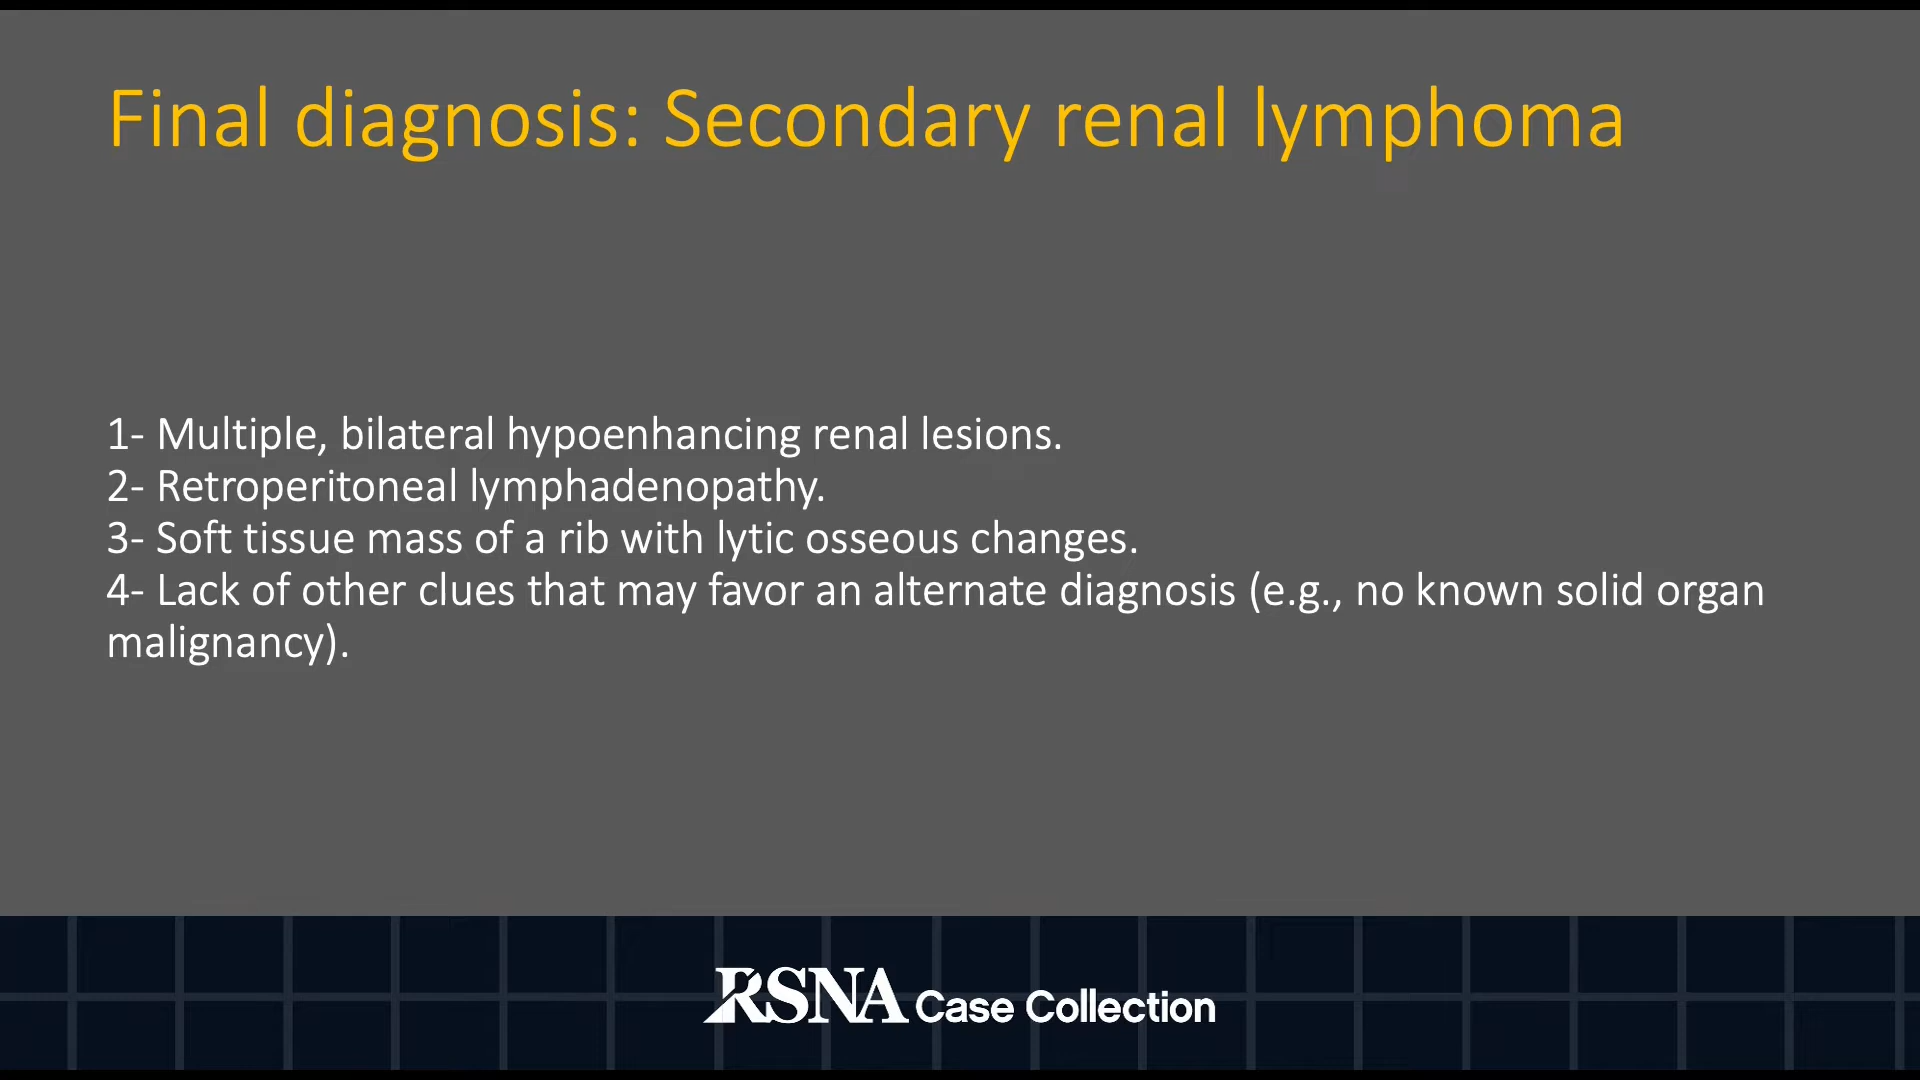 Final diagnosis: Secondary renal lymphoma
1- Multiple, bilateral hypoenhancing renal lesions.
2- Retroperitoneal lymphadenopathy.
3- Soft tissue mass of a rib with lytic osseous changes.
4- Lack of other clues that may favor an alternate diagnosis (e.g., no known solid organ
malignancy).
RSNA Case Collection